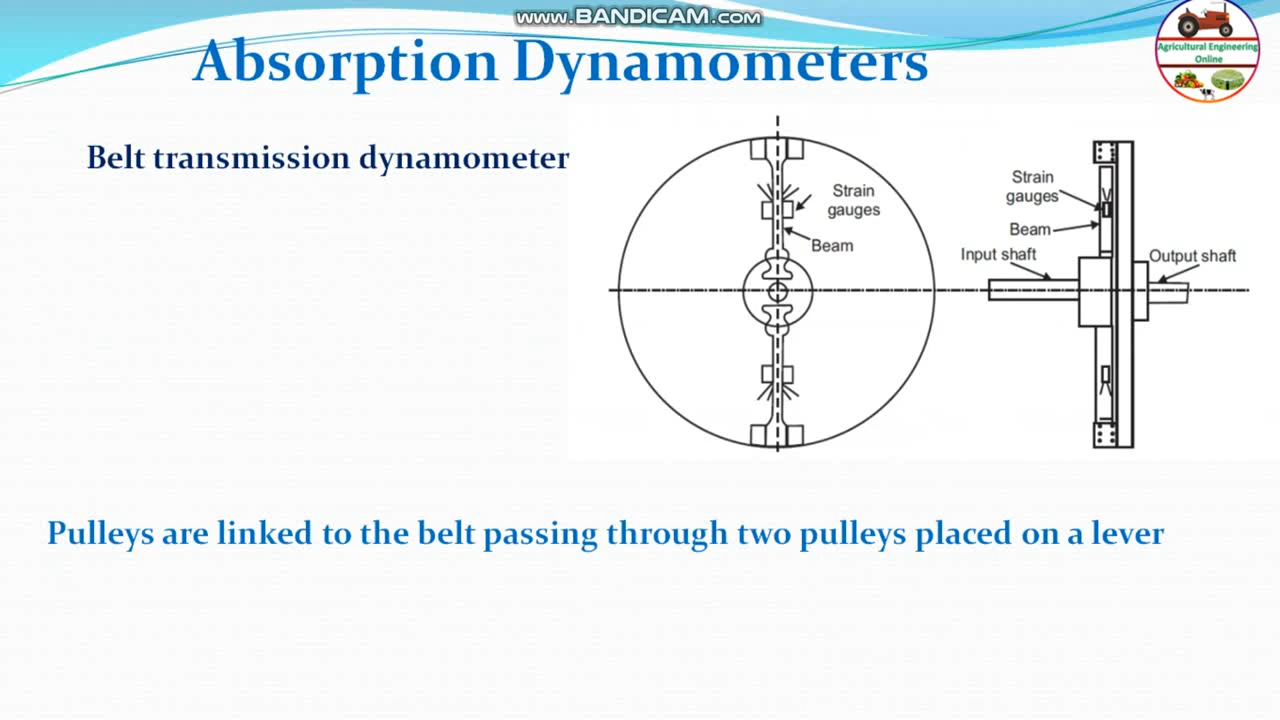 www.BANDICAM.com
Absorption Dynamometers
Agricultural Engineering
Online
Belt transmission dynamometer
Strain
gauges
Beam
Strain
gauges
Beam
Input shaft
Output shaft
Pulleys are linked to the belt passing through two pulleys placed on a lever